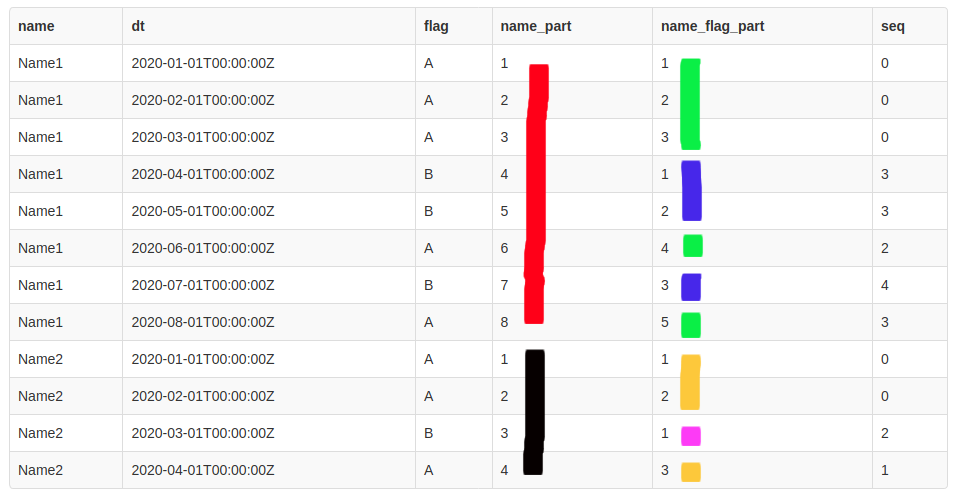 name dt flag name_part name_flag_part seq
Name1 2020-01-01T00:00:00Z A 1 1 0
Name1 2020-02-01T00:00:00Z A 2 2 0
Name1 2020-03-01T00:00:00Z A 3 3 0
Name1 2020-04-01T00:00:00Z B 4 1 3
Name1 2020-05-01T00:00:00Z B 5 2 3
Name1 2020-06-01T00:00:00Z A 6 4 2
Name1 2020-07-01T00:00:00Z B 7 3 4
Name1 2020-08-01T00:00:00Z A 8 5 3
Name2 2020-01-01T00:00:00Z A 1 1 0
Name2 2020-02-01T00:00:00Z A 2 2 0
Name2 2020-03-01T00:00:00Z B 3 1 2
Name2 2020-04-01T00:00:00Z A 4 3 1